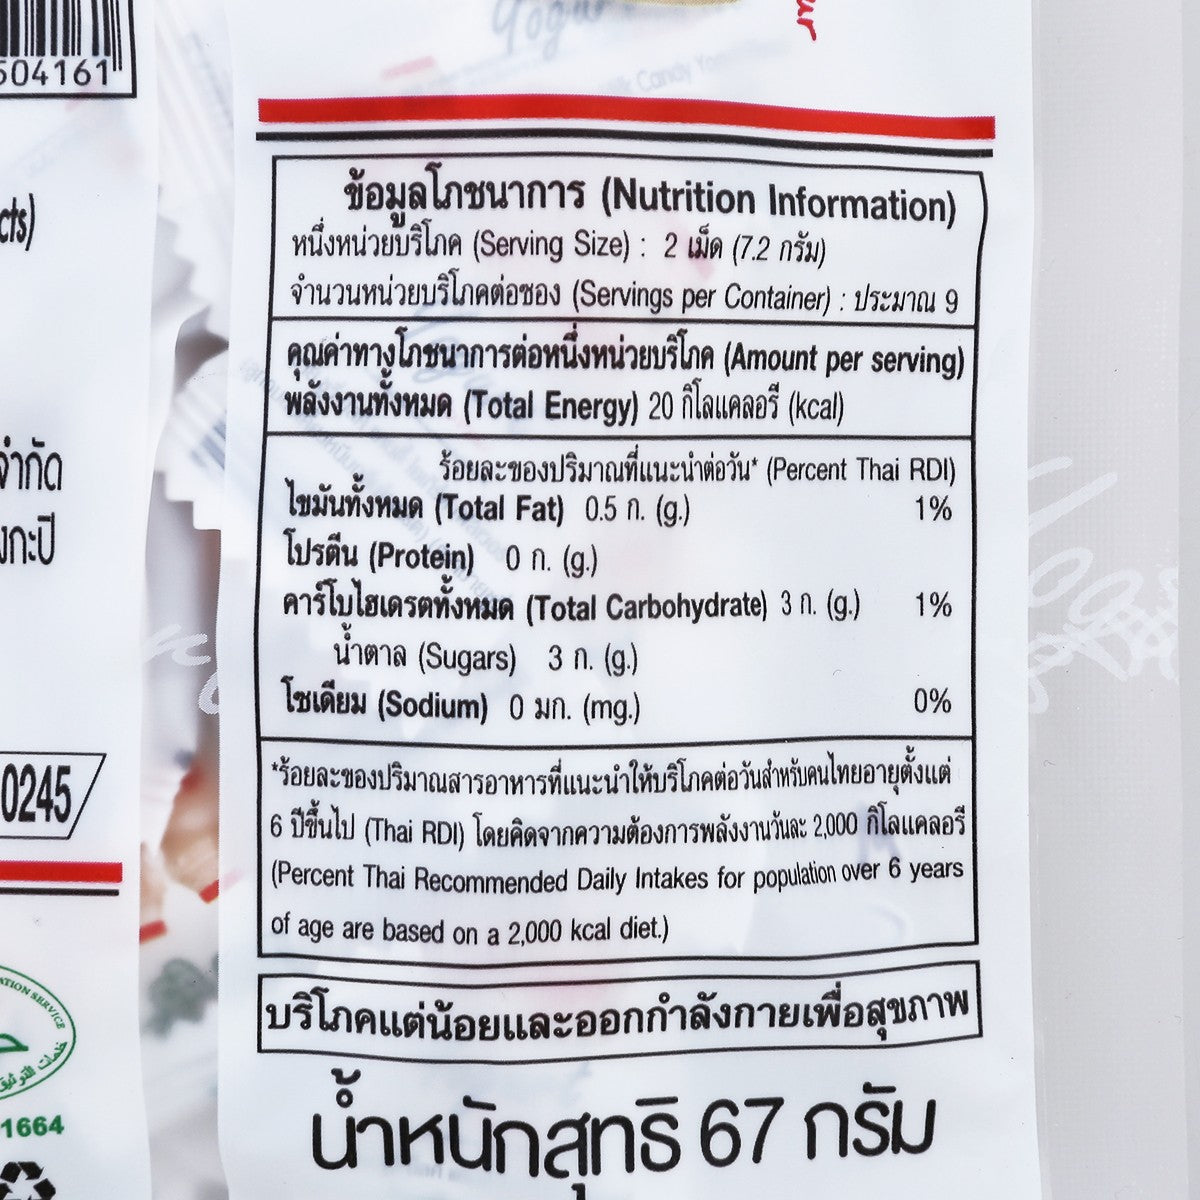 504161
cts)
จำกัด
งกะปิ
0245
1664
ข้อมูลโภชนาการ (Nutrition Information)
หนึ่งหน่วยบริโภค (Serving Size) : 2 เม็ด (7.2 กรัม)
จำนวนหน่วยบริโภคต่อซอง (Servings per Container) : ประมาณ 9
คุณค่าทางโภชนาการต่อหนึ่งหน่วยบริโภค (Amount per serving)
พลังงานทั้งหมด (Total Energy) 20 กิโลแคลอรี (kcal)
ร้อยละของปริมาณที่แนะนำต่อวัน* (Percent Thai RDI)
ไขมันทั้งหมด (Total Fat) 0.5 ก. (g.) 1%
โปรตีน (Protein) 0 ก. (g.)
คาร์โบไฮเดรตทั้งหมด (Total Carbohydrate) 3 ก. (g.) 1%
น้ำตาล (Sugars) 3 ก. (g.)
โซเดียม (Sodium) 0 มก. (mg.) 0%
*ร้อยละของปริมาณสารอาหารที่แนะนำให้บริโภคต่อวันสำหรับคนไทยอายุตั้งแต่
6 ปีขึ้นไป (Thai RDI) โดยคิดจากความต้องการพลังงานวันละ 2,000 กิโลแคลอรี
(Percent Thai Recommended Daily Intakes for population over 6 years
of age are based on a 2,000 kcal diet.)
บริโภคแต่น้อยและออกกำลังกายเพื่อสุขภาพ
น้ำหนักสุทธิ 67 กรัม